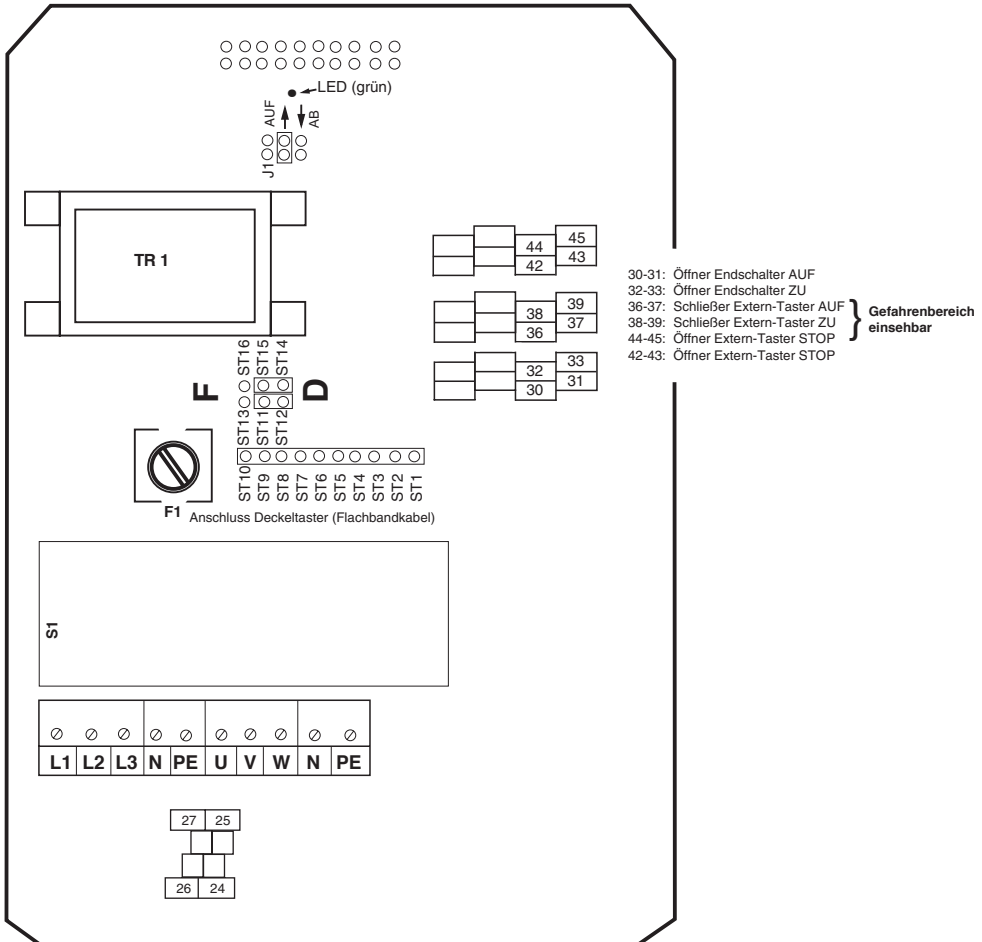 LED (grün)
AUF
AB
J1
TR 1
45
44
43
42
39
38
37
36
33
32
31
30
30-31: Öffner Endschalter AUF
32-33: Öffner Endschalter ZU
36-37: Schließer Extern-Taster AUF
38-39: Schließer Extern-Taster ZU
44-45: Öffner Extern-Taster STOP
42-43: Öffner Extern-Taster STOP
} Gefahrenbereich
einsehbar
ST16
ST15
ST14
F
D
ST13
ST11
ST12
ST10
ST9
ST8
ST7
ST6
ST5
ST4
ST3
ST2
ST1
F1
Anschluss Deckeltaster (Flachbandkabel)
S1
L1 L2 L3 N PE U V W N PE
27 25
26 24